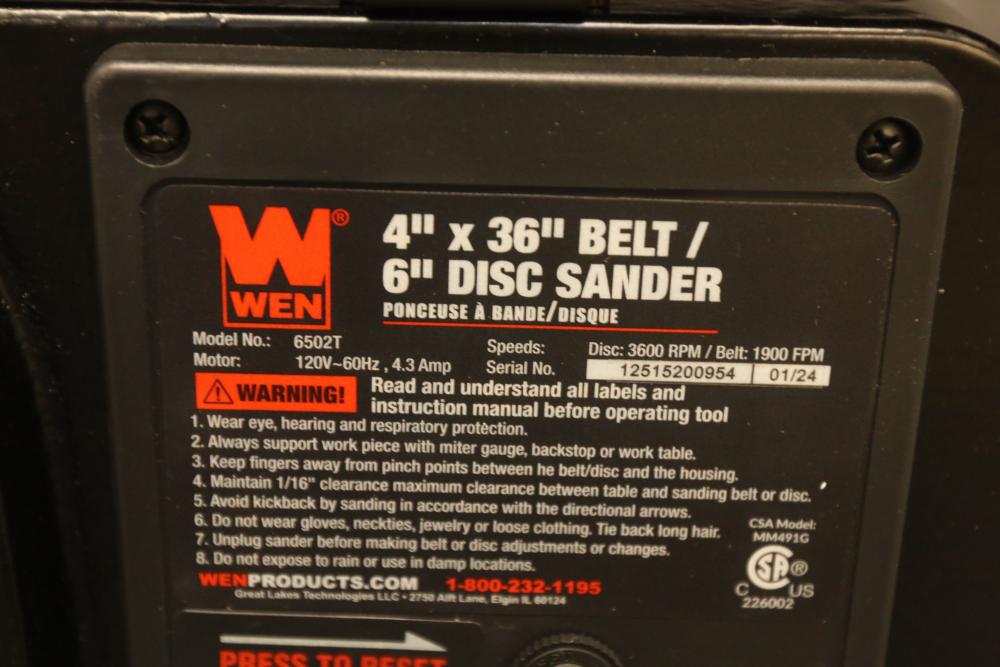 WEN®
4" x 36" BELT /
6" DISC SANDER
PONCEUSE À BANDE/DISQUE
Model No.: 6502T Speeds: Disc: 3600 RPM / Belt: 1900 FPM
Motor: 120V~60Hz , 4.3 Amp Serial No. 12515200954 01/24
WARNING! Read and understand all labels and
instruction manual before operating tool
1. Wear eye, hearing and respiratory protection.
2. Always support work piece with miter gauge, backstop or work table.
3. Keep fingers away from pinch points between he belt/disc and the housing.
4. Maintain 1/16" clearance maximum clearance between table and sanding belt or disc.
5. Avoid kickback by sanding in accordance with the directional arrows.
6. Do not wear gloves, neckties, jewelry or loose clothing. Tie back long hair.
7. Unplug sander before making belt or disc adjustments or changes.
8. Do not expose to rain or use in damp locations.
CSA Model:
MM491G
CSA®
C US
226002
WENPRODUCTS.COM 1-800-232-1195
Great Lakes Technologies LLC • 2750 Alft Lane, Elgin IL 60124
PRESS TO RESET